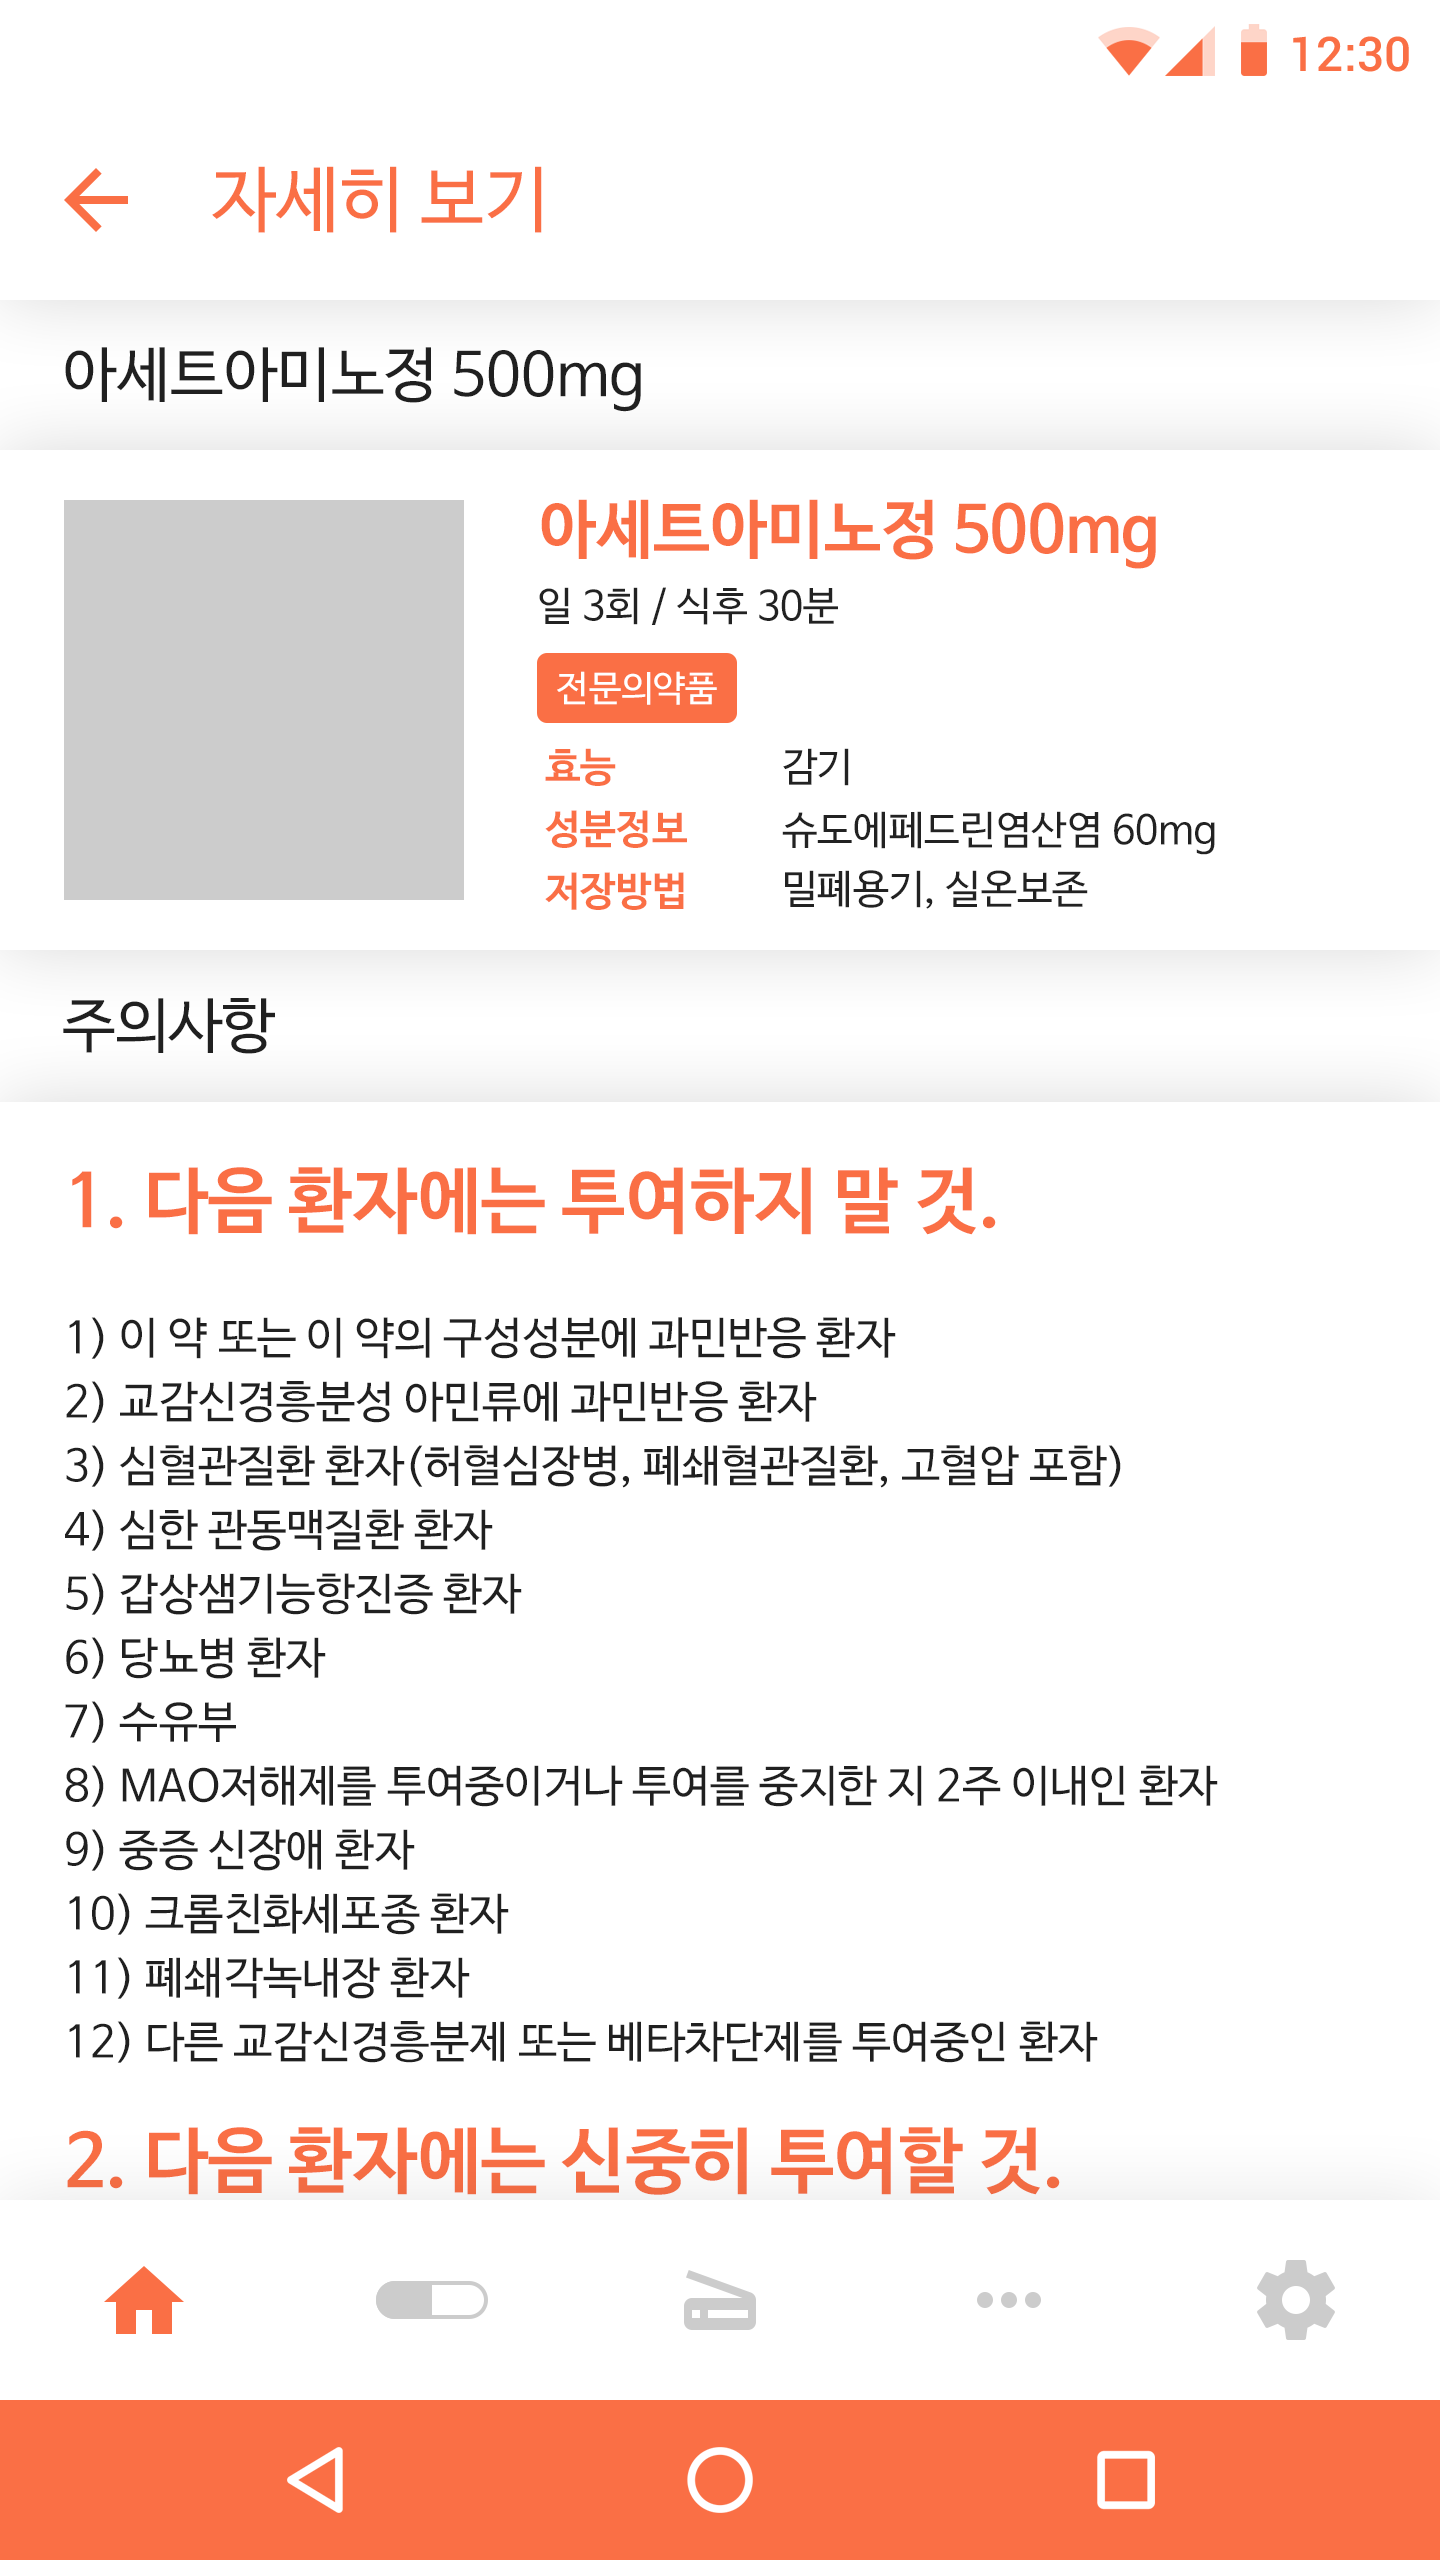 12:30
자세히 보기
아세트아미노정 500mg
아세트아미노정 500mg
일 3회 / 식후 30분
전문의약품
효능 감기
성분정보 슈도에페드린염산염 60mg
저장방법 밀폐용기, 실온보존
주의사항
1. 다음 환자에는 투여하지 말 것.
1) 이 약 또는 이 약의 구성성분에 과민반응 환자
2) 교감신경흥분성 아민류에 과민반응 환자
3) 심혈관질환 환자(허혈심장병, 폐쇄혈관질환, 고혈압 포함)
4) 심한 관동맥질환 환자
5) 갑상샘기능항진증 환자
6) 당뇨병 환자
7) 수유부
8) MAO저해제를 투여중이거나 투여를 중지한 지 2주 이내인 환자
9) 중증 신장애 환자
10) 크롬친화세포종 환자
11) 폐쇄각녹내장 환자
12) 다른 교감신경흥분제 또는 베타차단제를 투여중인 환자
2. 다음 환자에는 신중히 투여할 것.